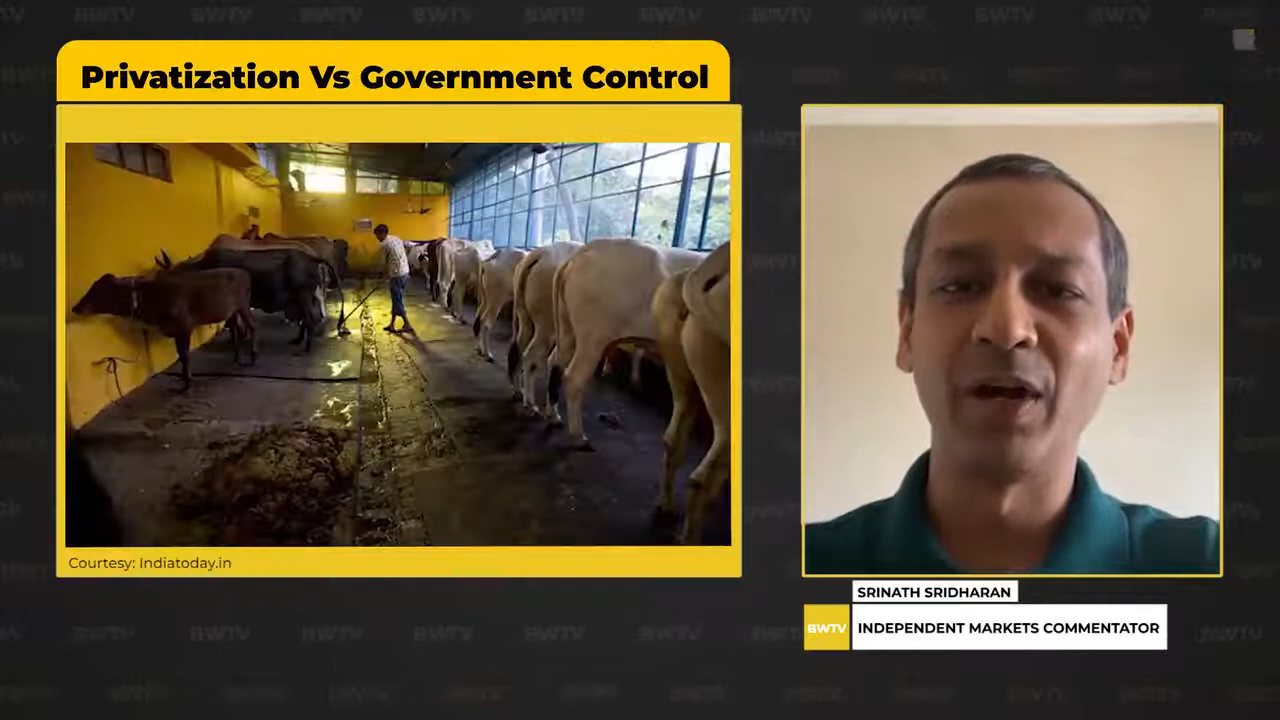 Privatization Vs Government Control
Courtesy: Indiatoday.in
SRINATH SRIDHARAN
BWTV
INDEPENDENT MARKETS COMMENTATOR